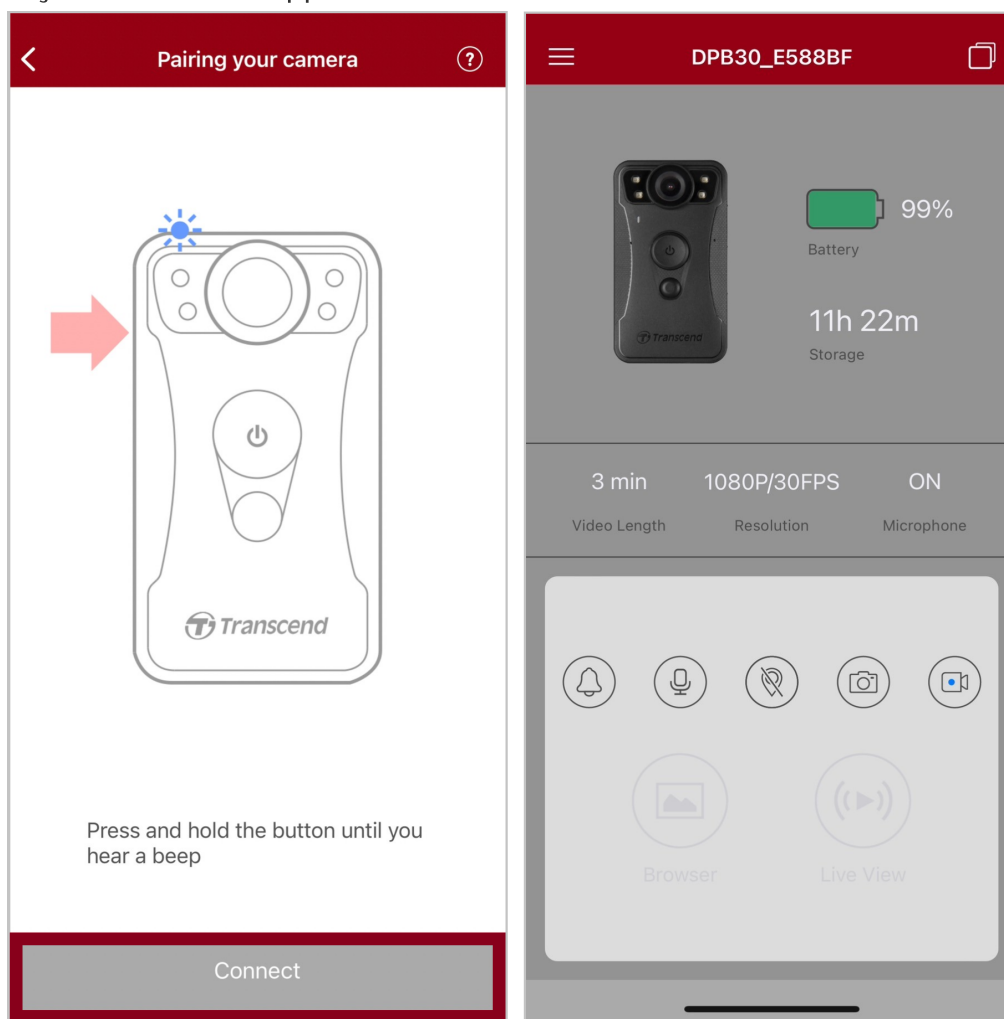 Pairing your camera
?
Transcend
Press and hold the button until you
hear a beep
Connect
DPB30_E588BF
99%
Battery
11h 22m
Storage
Transcend
3 min
Video Length
1080P/30FPS
Resolution
ON
Microphone
Browser
Live View